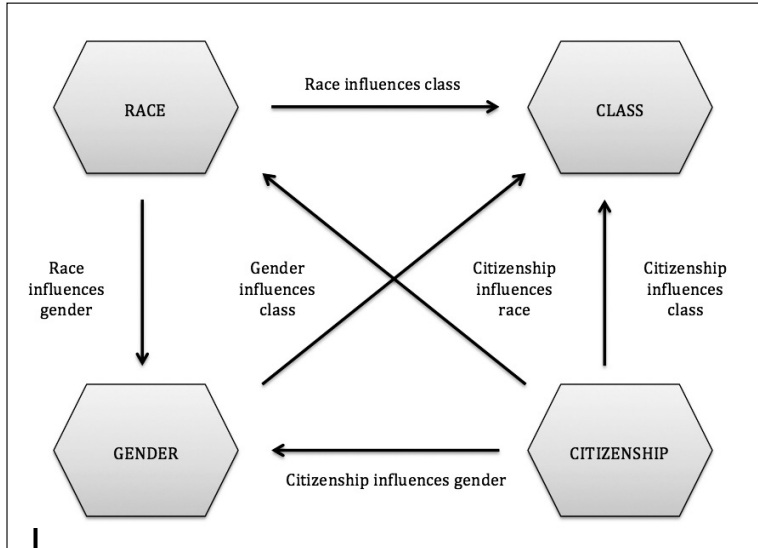 Race influences class
RACE
CLASS
Race
influences
gender
Gender
influences
class
Citizenship
influences
race
Citizenship
influences
class
GENDER
CITIZENSHIP
Citizenship influences gender